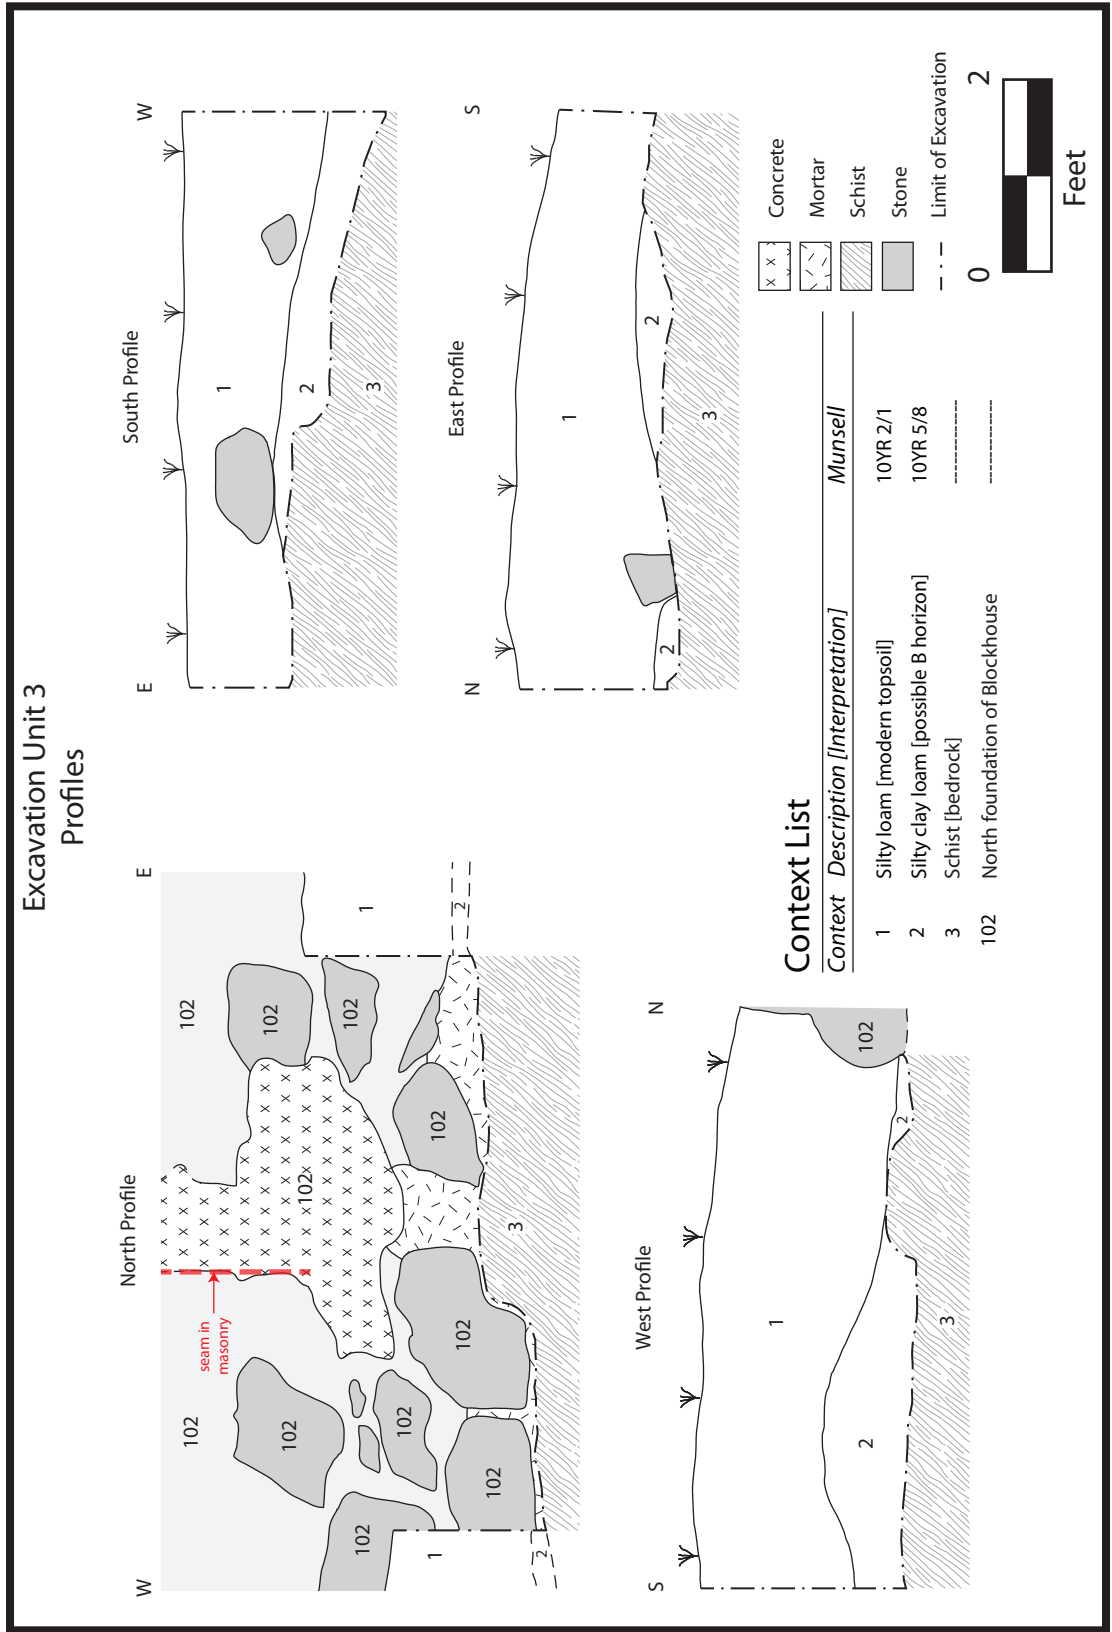 Excavation Unit 3
Profiles
North Profile
W
E
102
102
102
102
102
102
102
102
102
102
102
seam in
masonry
1
1
2
2
3
South Profile
E
W
1
2
3
West Profile
S
N
1
2
2
3
102
East Profile
N
S
1
2
2
3
Context List
Context Description [Interpretation] Munsell
1 Silty loam [modern topsoil] 10YR 2/1
2 Silty clay loam [possible B horizon] 10YR 5/8
3 Schist [bedrock] ----------
102 North foundation of Blockhouse ----------
x x x Concrete
Mortar
Schist
Stone
Limit of Excavation
0 2
Feet